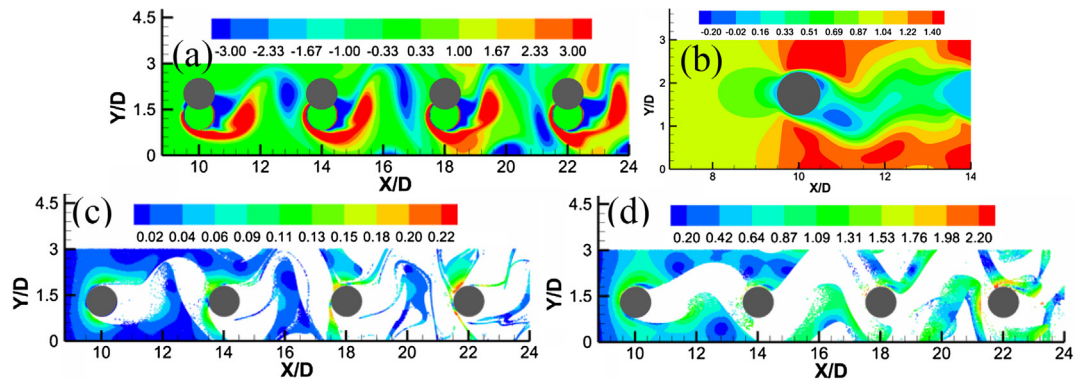 4.5
-3.00 -2.33 -1.67 -1.00 -0.33 0.33 1.00 1.67 2.33 3.00
(a)
3
Y/D
1.5
0
10 12 14 16 18 20 22 24
X/D
-0.20 -0.02 0.16 0.33 0.51 0.69 0.87 1.04 1.22 1.40
(b)
3
Y/D
2
1
0
8 10 12 14
X/D
4.5
(c)
0.02 0.04 0.06 0.09 0.11 0.13 0.15 0.18 0.20 0.22
3
Y/D
1.5
0
10 12 14 16 18 20 22 24
X/D
4.5
(d)
0.20 0.42 0.64 0.87 1.09 1.31 1.53 1.76 1.98 2.20
3
Y/D
1.5
0
10 12 14 16 18 20 22 24
X/D